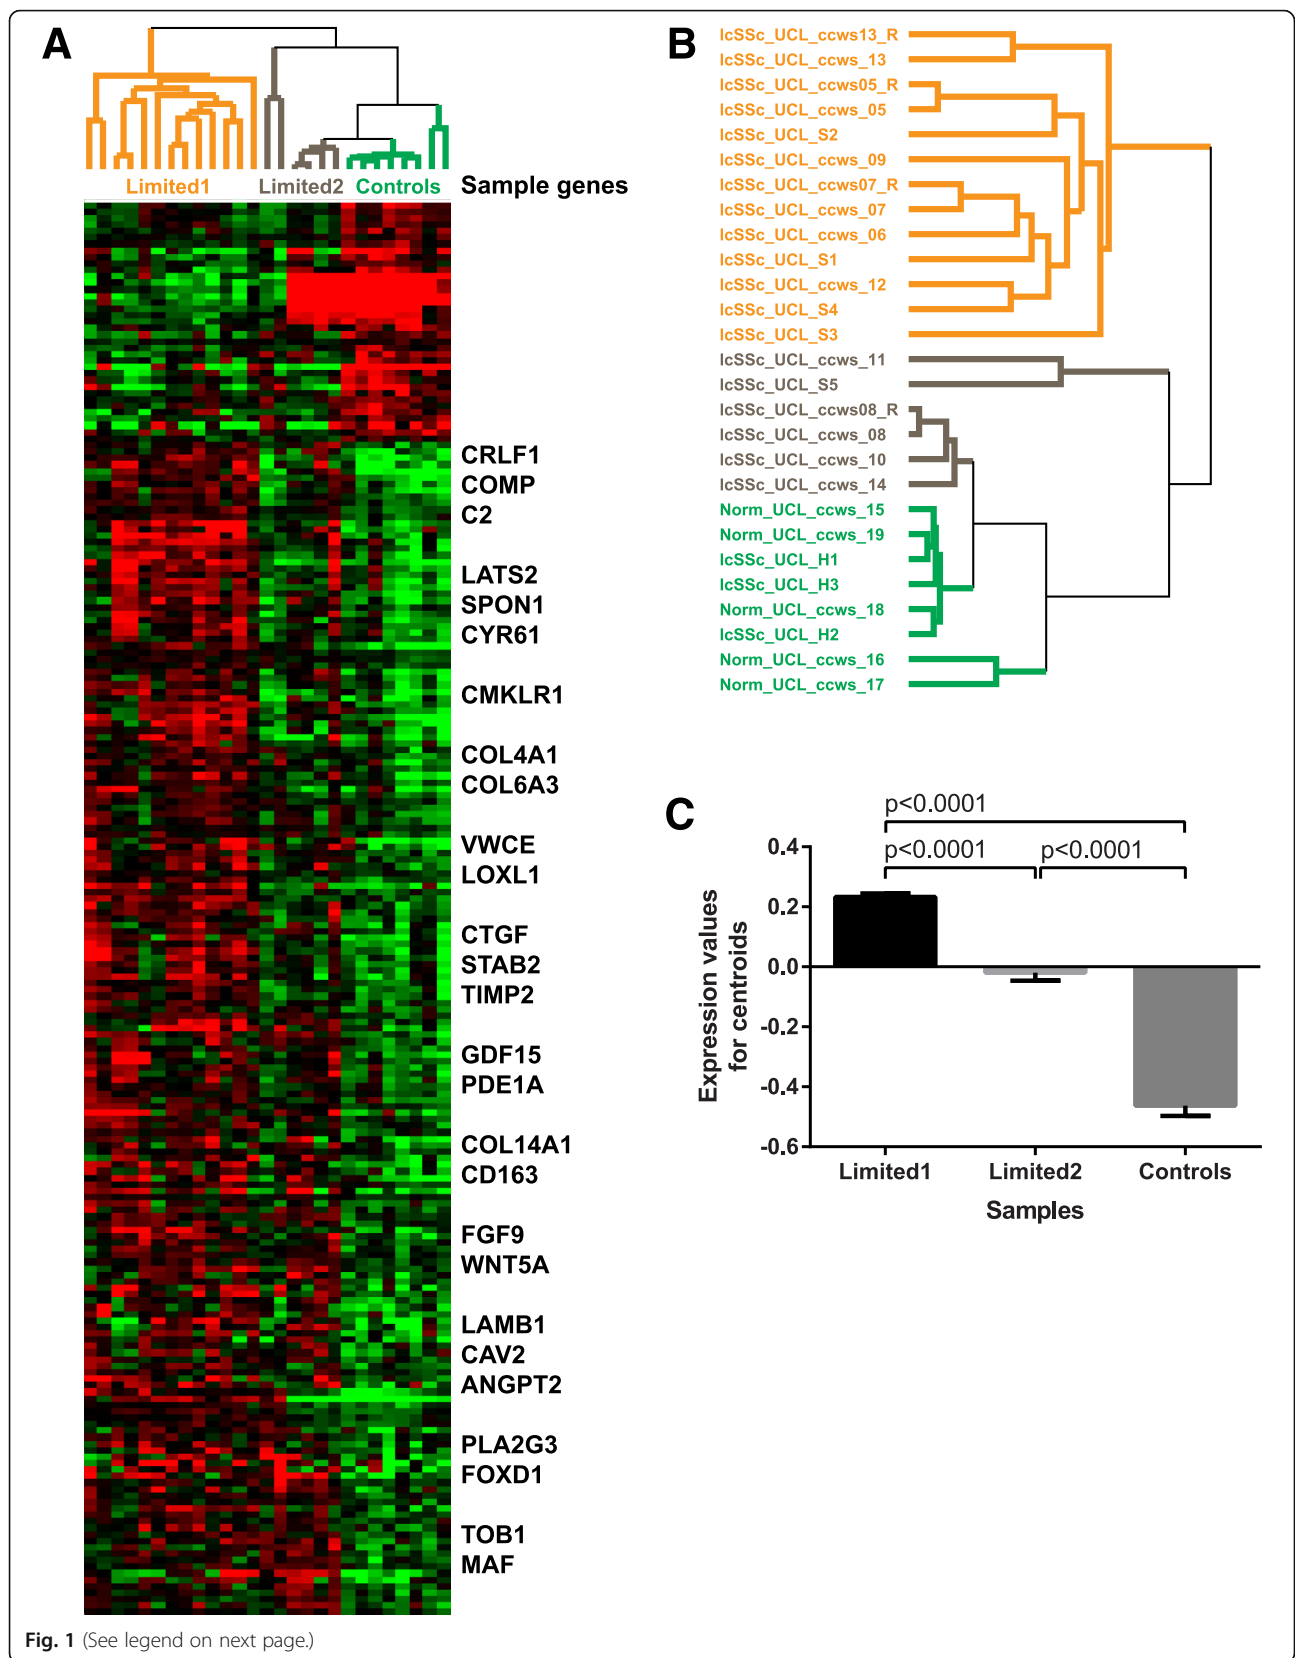 A
Limited1 Limited2 Controls
Sample genes
CRLF1
COMP
C2
LATS2
SPON1
CYR61
CMKLR1
COL4A1
COL6A3
VWCE
LOXL1
CTGF
STAB2
TIMP2
GDF15
PDE1A
COL14A1
CD163
FGF9
WNT5A
LAMB1
CAV2
ANGPT2
PLA2G3
FOXD1
TOB1
MAF
B
lcSSc_UCL_ccws13_R
lcSSc_UCL_ccws_13
lcSSc_UCL_ccws05_R
lcSSc_UCL_ccws_05
lcSSc_UCL_S2
lcSSc_UCL_ccws_09
lcSSc_UCL_ccws07_R
lcSSc_UCL_ccws_07
lcSSc_UCL_ccws_06
lcSSc_UCL_S1
lcSSc_UCL_ccws_12
lcSSc_UCL_S4
lcSSc_UCL_S3
lcSSc_UCL_ccws_11
lcSSc_UCL_S5
lcSSc_UCL_ccws08_R
lcSSc_UCL_ccws_08
lcSSc_UCL_ccws_10
lcSSc_UCL_ccws_14
Norm_UCL_ccws_15
Norm_UCL_ccws_19
lcSSc_UCL_H1
lcSSc_UCL_H3
Norm_UCL_ccws_18
lcSSc_UCL_H2
Norm_UCL_ccws_16
Norm_UCL_ccws_17
C
p<0.0001
p<0.0001 p<0.0001
Expression values
for centroids
0.4
0.2
0.0
-0.2
-0.4
-0.6
Limited1 Limited2 Controls
Samples
Fig. 1 (See legend on next page.)